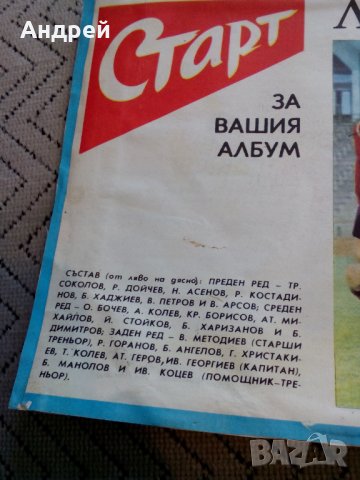 Андрей
Старт
Л
ЗА
ВАШИЯ
АЛБУМ
СЪСТАВ (от ляво на дясно): ПРЕДЕН РЕД – ТР.
СОКОЛОВ, Р. ДОЙЧЕВ, Н. АСЕНОВ, Р. КОСТАДИ-
НОВ, Б. ХАДЖИЕВ, В. ПЕТРОВ И В. АРСОВ; СРЕДЕН
РЕД – О. БОЧЕВ, А. КОЛЕВ, КР. БОРИСОВ, АТ. МИ-
ХАЙЛОВ, Й. СТОЙКОВ, Б. ХАРИЗАНОВ И Б.
ДИМИТРОВ; ЗАДЕН РЕД – В. МЕТОДИЕВ (СТАРШИ
ТРЕНЬОР), Р. ГОРАНОВ, Б. АНГЕЛОВ, Г. ХРИСТАКИ-
ЕВ, Т. КОЛЕВ, АТ. ГЕРОВ, ИВ. ГЕОРГИЕВ (КАПИТАН),
Б. МАНОЛОВ И ИВ. КОЦЕВ (ПОМОЩНИК-ТРЕ-
НЬОР).
BAZAR